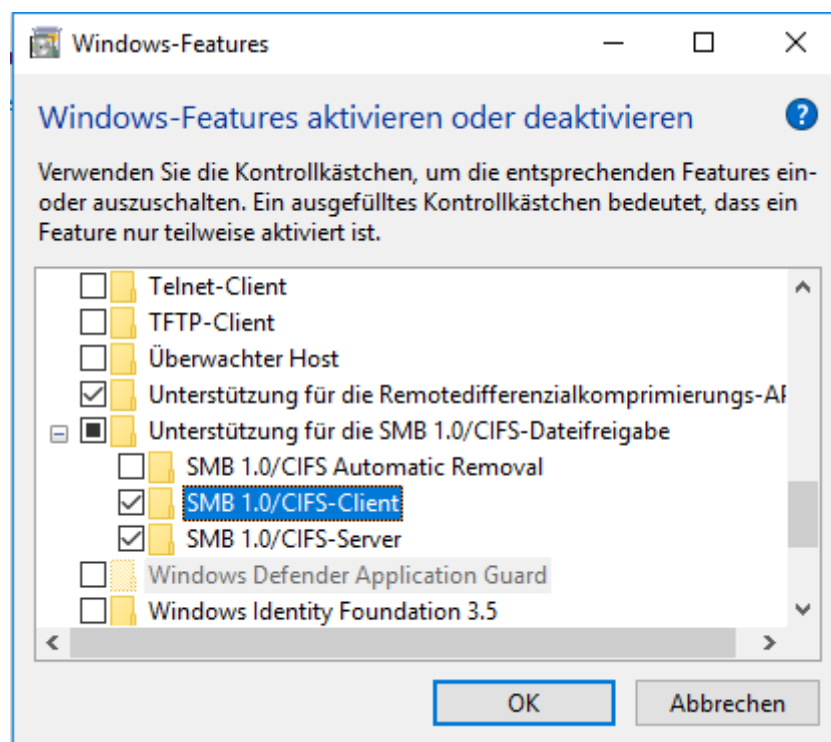 Windows-Features
Windows-Features aktivieren oder deaktivieren
Verwenden Sie die Kontrollkästchen, um die entsprechenden Features ein-
oder auszuschalten. Ein ausgefülltes Kontrollkästchen bedeutet, dass ein
Feature nur teilweise aktiviert ist.
Telnet-Client
TFTP-Client
Überwachter Host
Unterstützung für die Remotedifferenzialkomprimierungs-AP
Unterstützung für die SMB 1.0/CIFS-Dateifreigabe
SMB 1.0/CIFS Automatic Removal
SMB 1.0/CIFS-Client
SMB 1.0/CIFS-Server
Windows Defender Application Guard
Windows Identity Foundation 3.5
OK
Abbrechen